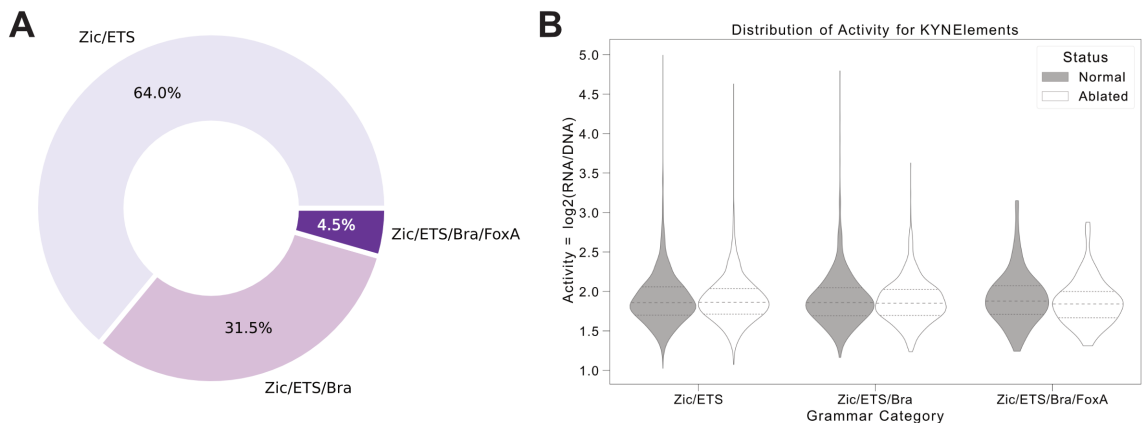 A
Zic/ETS
64.0%
4.5%
Zic/ETS/Bra/FoxA
31.5%
Zic/ETS/Bra
B
Distribution of Activity for KYNElements
Status
Normal
Ablated
Activity = log2(RNA/DNA)
5.0
4.5
4.0
3.5
3.0
2.5
2.0
1.5
1.0
Zic/ETS
Zic/ETS/Bra
Zic/ETS/Bra/FoxA
Grammar Category